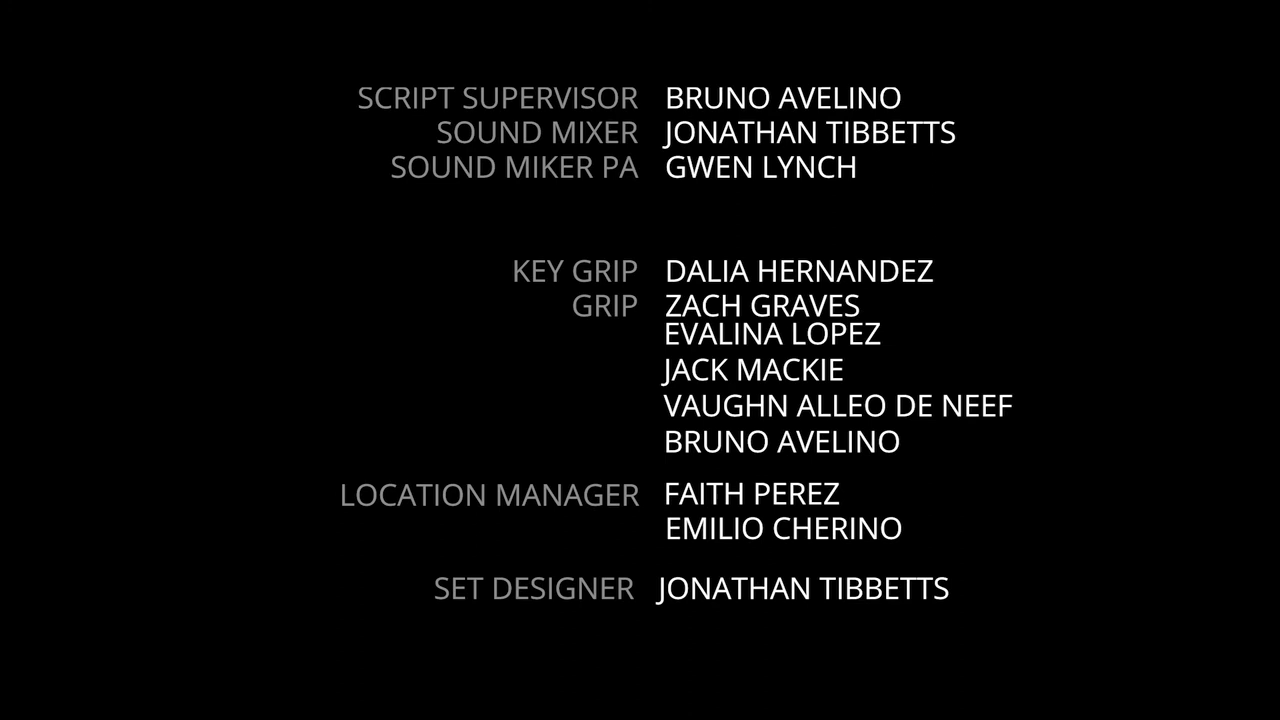 SCRIPT SUPERVISOR BRUNO AVELINO
SOUND MIXER JONATHAN TIBBETTS
SOUND MIKER PA GWEN LYNCH
KEY GRIP DALIA HERNANDEZ
GRIP ZACH GRAVES
EVALINA LOPEZ
JACK MACKIE
VAUGHN ALLEO DE NEEF
BRUNO AVELINO
LOCATION MANAGER FAITH PEREZ
EMILIO CHERINO
SET DESIGNER JONATHAN TIBBETTS